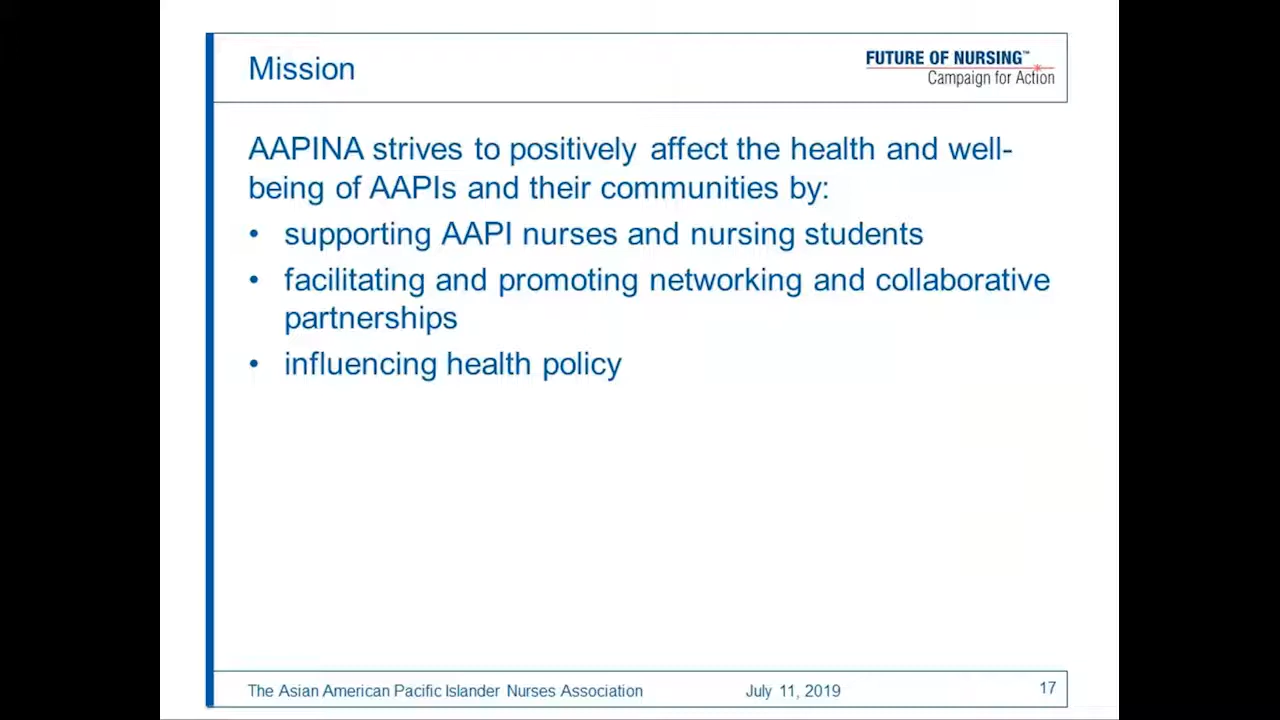 Mission
FUTURE OF NURSING™
Campaign for Action
AAPINA strives to positively affect the health and well-
being of AAPIs and their communities by:
• supporting AAPI nurses and nursing students
• facilitating and promoting networking and collaborative
partnerships
• influencing health policy
The Asian American Pacific Islander Nurses Association
July 11, 2019
17